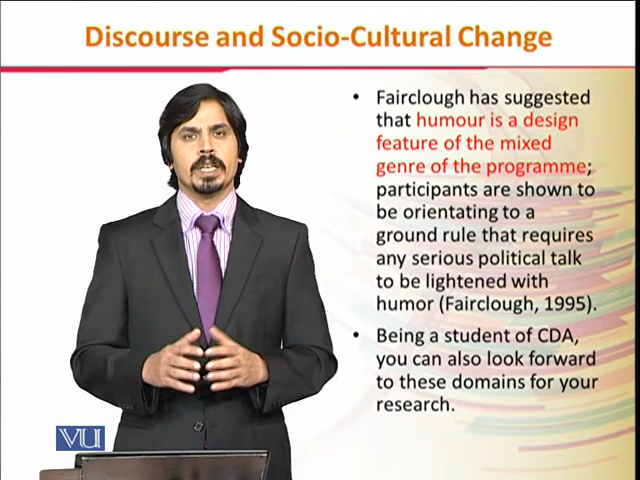 Discourse and Socio-Cultural Change
• Fairclough has suggested
that humour is a design
feature of the mixed
genre of the programme;
participants are shown to
be orientating to a
ground rule that requires
any serious political talk
to be lightened with
humor (Fairclough, 1995).
• Being a student of CDA,
you can also look forward
to these domains for your
research.
VU